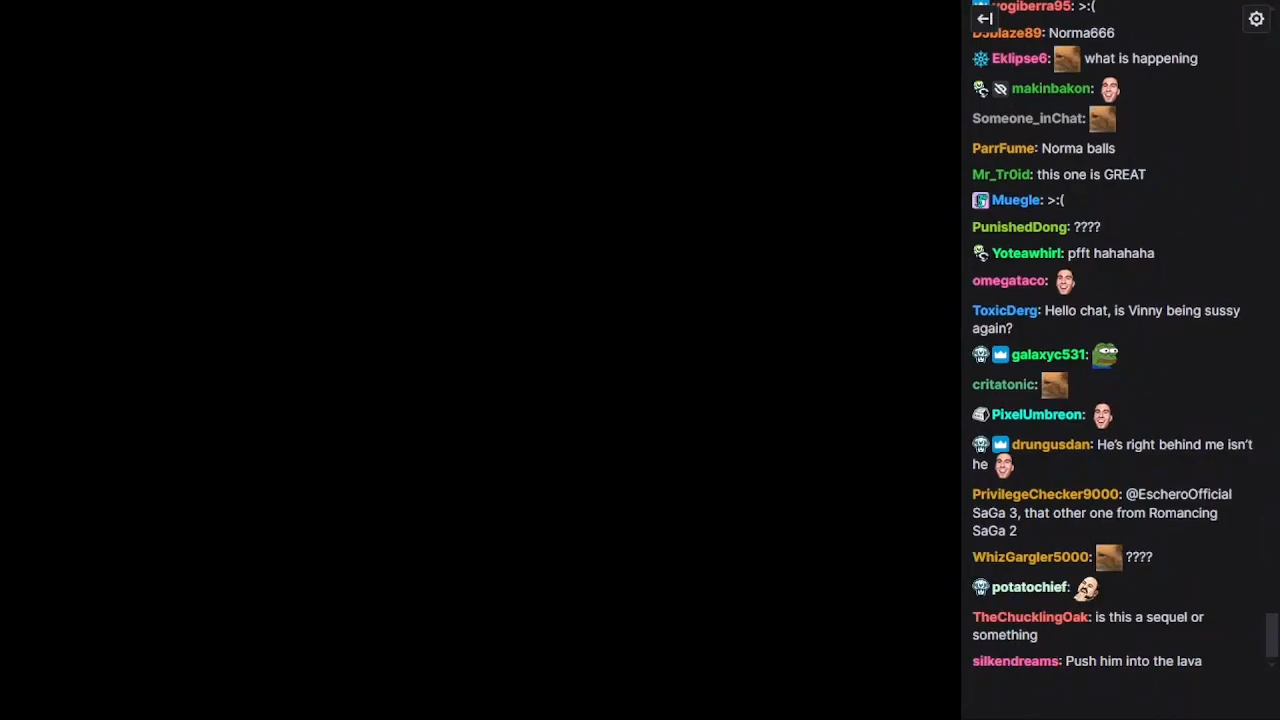 yogiberra95: >:(
DJblaze89: Norma666
Eklipse6: what is happening
makinbakon:
Someone_inChat:
ParrFume: Norma balls
Mr_Tr0id: this one is GREAT
Muegle: >:(
PunishedDong: ????
Yoteawhirl: pfft hahahaha
omegataco:
ToxicDerg: Hello chat, is Vinny being sussy
again?
galaxyc531:
critatonic:
PixelUmbreon:
drungusdan: He's right behind me isn't
he
PrivilegeChecker9000: @EscheroOfficial
SaGa 3, that other one from Romancing
SaGa 2
WhizGargler5000: ????
potatochief:
TheChucklingOak: is this a sequel or
something
silkendreams: Push him into the lava